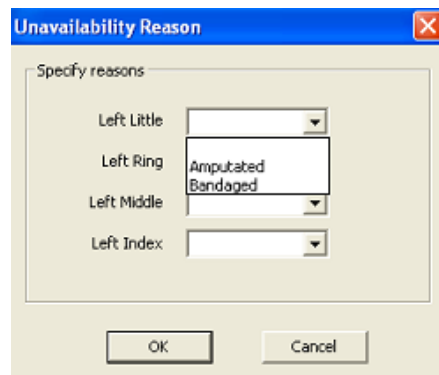 Unavailability Reason
Specify reasons
Left Little
Left Ring
Amputated
Bandaged
Left Middle
Left Index
OK
Cancel